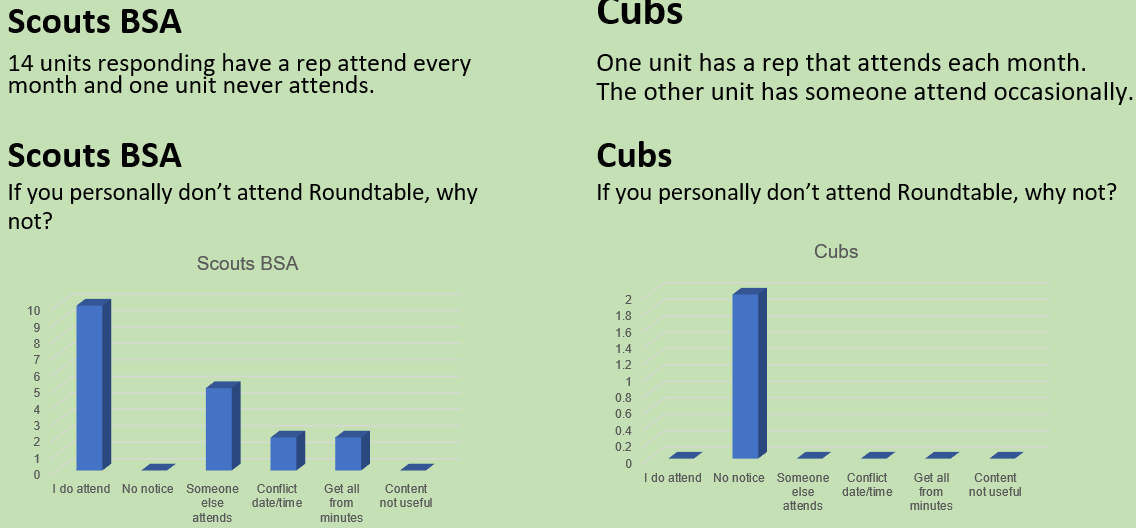 Scouts BSA
14 units responding have a rep attend every
month and one unit never attends.
Scouts BSA
If you personally don’t attend Roundtable, why
not?
Scouts BSA
10
9
8
7
6
5
4
3
2
1
0
I do attend
No notice
Someone
else
attends
Conflict
date/time
Get all
from
minutes
Content
not useful
Cubs
One unit has a rep that attends each month.
The other unit has someone attend occasionally.
Cubs
If you personally don’t attend Roundtable, why not?
Cubs
2
1.8
1.6
1.4
1.2
1
0.8
0.6
0.4
0.2
0
I do attend
No notice
Someone
else
attends
Conflict
date/time
Get all
from
minutes
Content
not useful